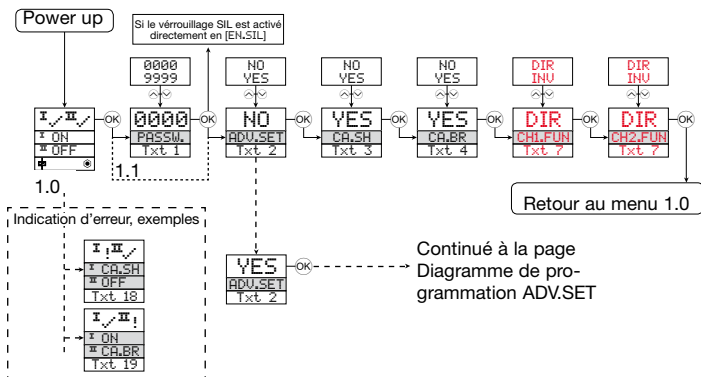 Power up
Si le vérrouillage SIL est activé
directement en [EN.SIL]
0000
9999
NO
YES
NO
YES
NO
YES
DIR
INV
DIR
INV
I✓II✓
I ON
II OFF
OK
0000
PASSW.
Txt 1
OK
NO
ADV.SET
Txt 2
OK
YES
CA.SH
Txt 3
OK
YES
CA.BR
Txt 4
OK
DIR
CH1.FUN
Txt 7
OK
DIR
CH2.FUN
Txt 7
OK
1.0
1.1
Retour au menu 1.0
Indication d'erreur, exemples
I!II✓
I CA.SH
II OFF
Txt 18
I✓II!
I ON
II CA.BR
Txt 19
YES
ADV.SET
Txt 2
OK
Continué à la page
Diagramme de pro-
grammation ADV.SET